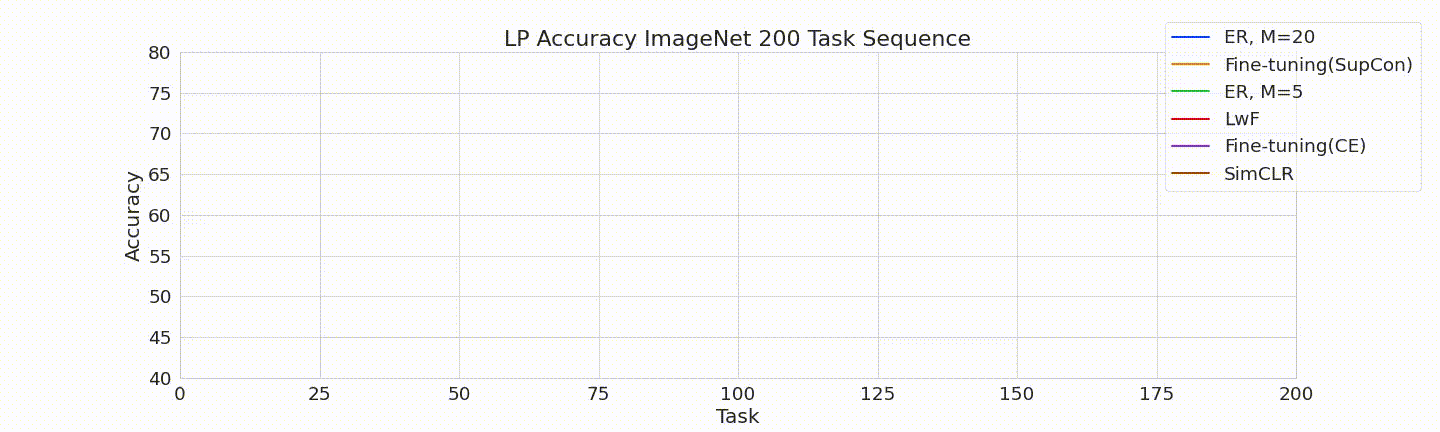 LP Accuracy ImageNet 200 Task Sequence
ER, M=20
Fine-tuning(SupCon)
ER, M=5
LwF
Fine-tuning(CE)
SimCLR
Accuracy
80
75
70
65
60
55
50
45
40
0 25 50 75 100 125 150 175 200
Task